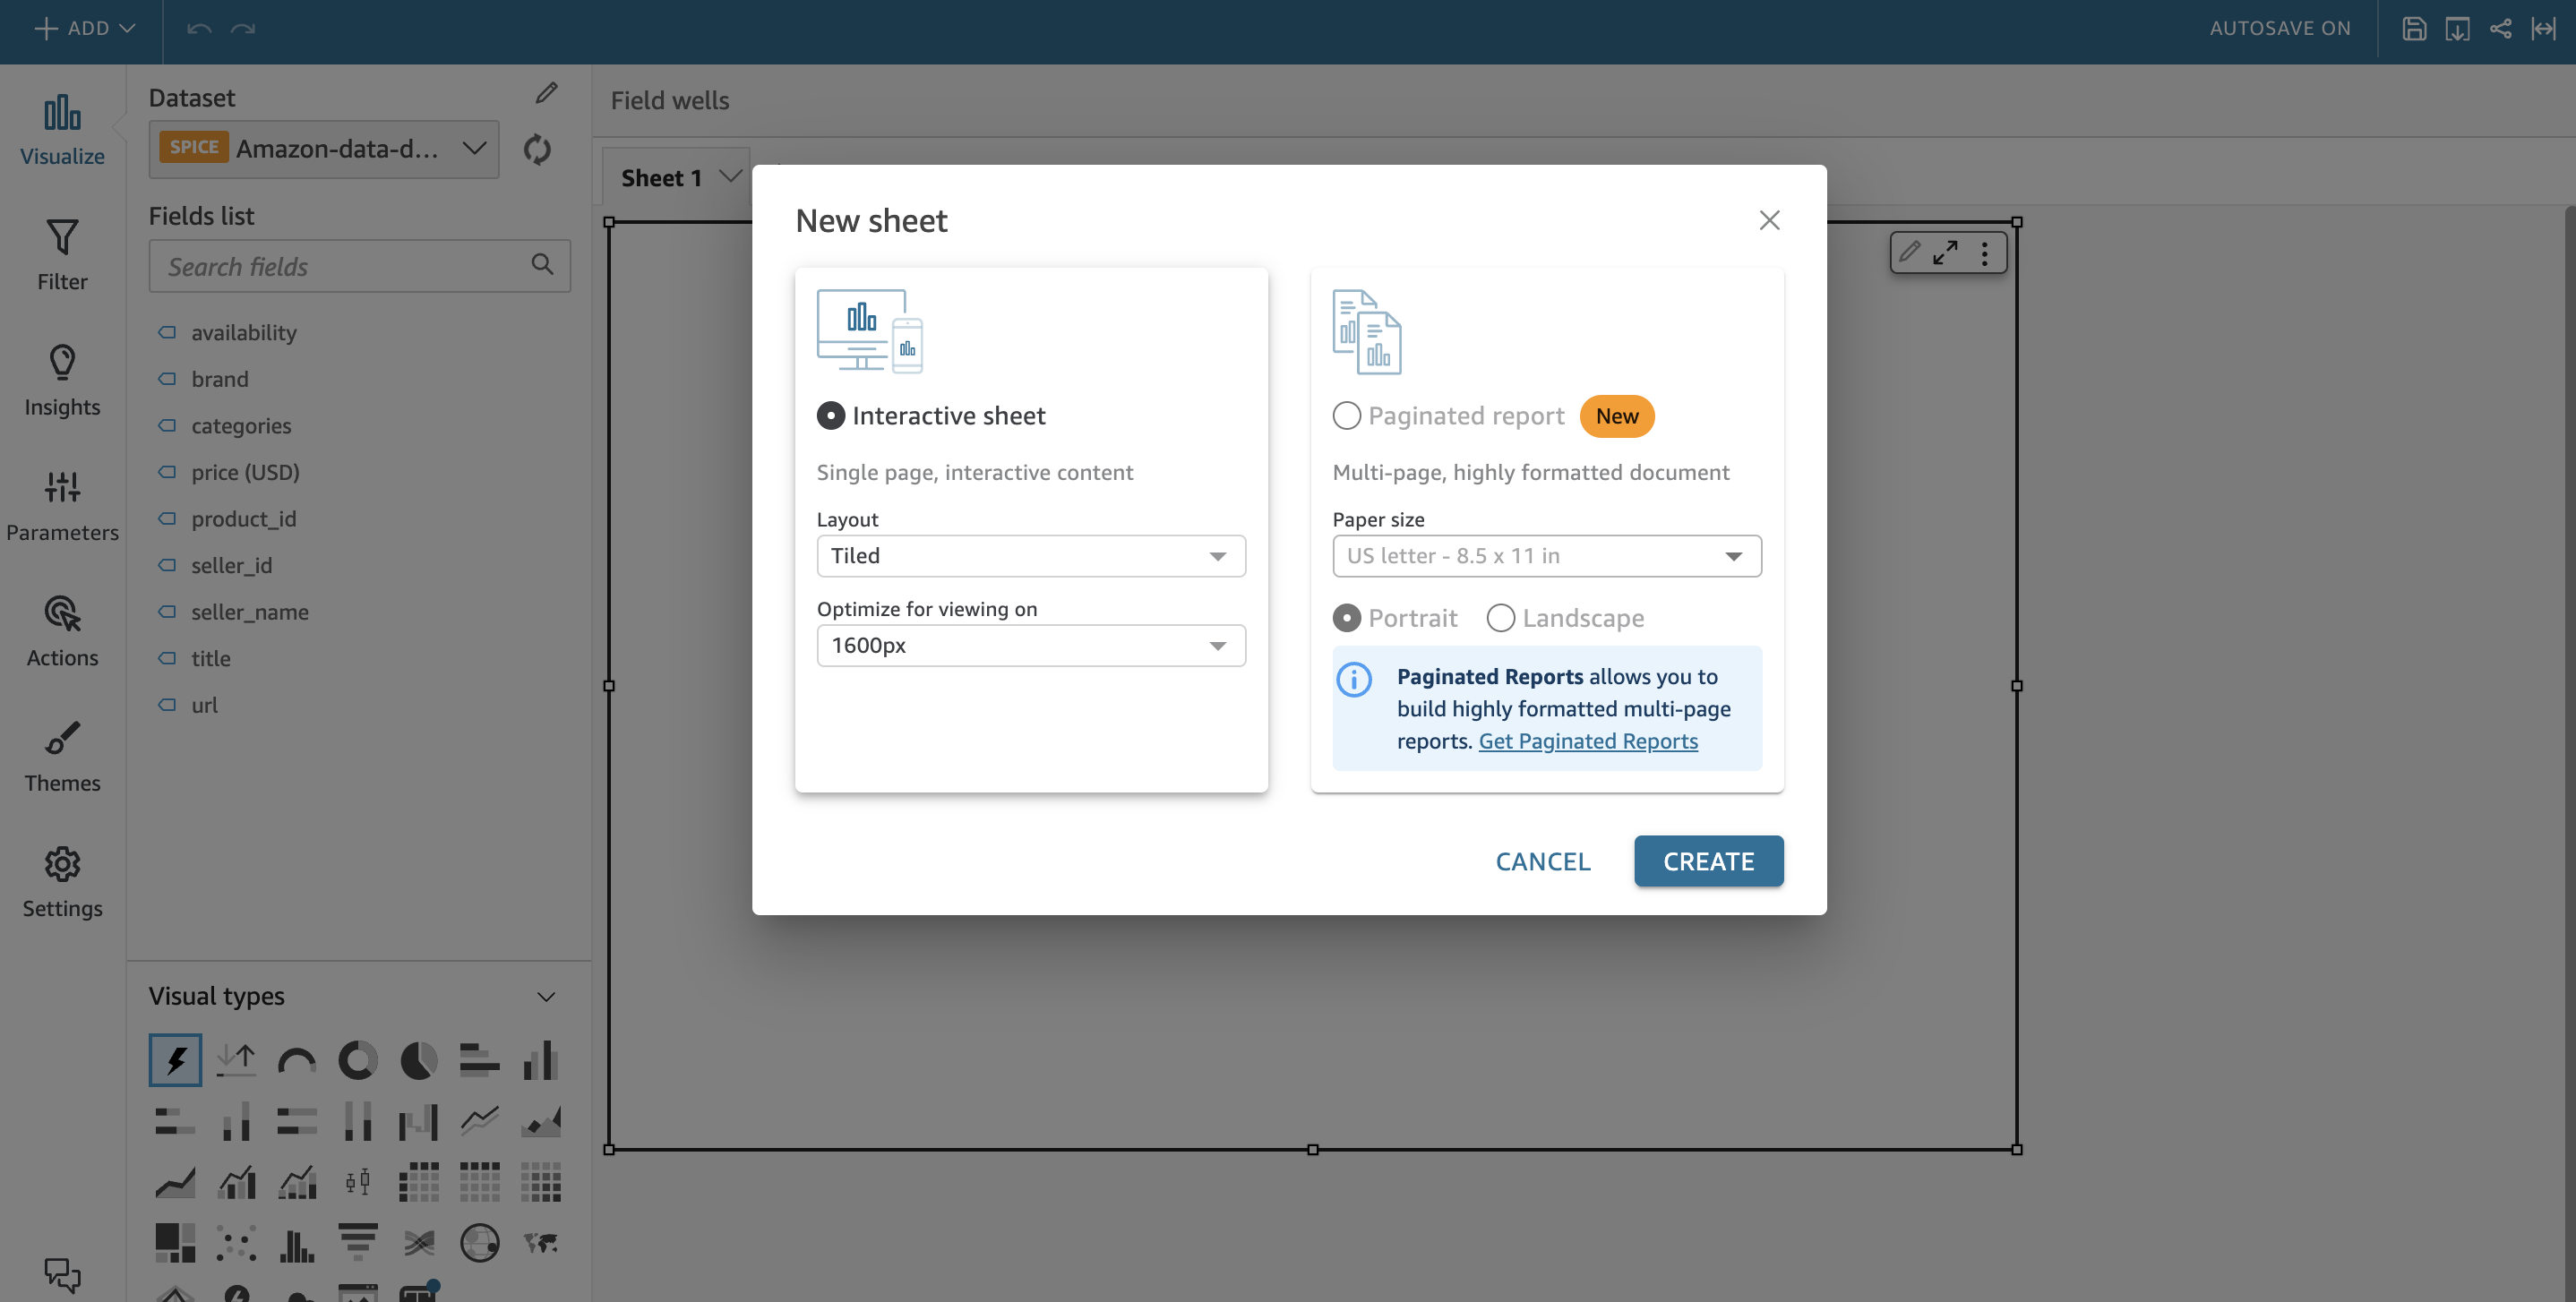 ADD
AUTOSAVE ON
Visualize
Filter
Insights
Parameters
Actions
Themes
Settings
Dataset
SPICE Amazon-data-d...
Fields list
Search fields
availability
brand
categories
price (USD)
product_id
seller_id
seller_name
title
url
Visual types
Field wells
Sheet 1
New sheet
Interactive sheet
Single page, interactive content
Layout
Tiled
Optimize for viewing on
1600px
Paginated report New
Multi-page, highly formatted document
Paper size
US letter - 8.5 x 11 in
Portrait Landscape
Paginated Reports allows you to
build highly formatted multi-page
reports. Get Paginated Reports
CANCEL CREATE